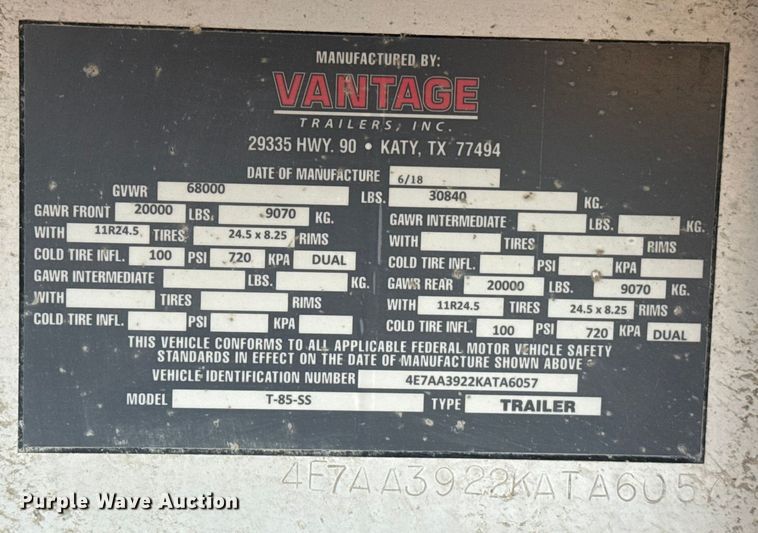 MANUFACTURED BY:
VANTAGE
TRAILERS, INC.
29335 HWY. 90 • KATY, TX 77494
DATE OF MANUFACTURE 6/18
GVWR 68000 LBS. 30840 KG.
GAWR FRONT 20000 LBS. 9070 KG.
WITH 11R24.5 TIRES 24.5 x 8.25 RIMS
COLD TIRE INFL. 100 PSI 720 KPA DUAL
GAWR INTERMEDIATE LBS. KG.
WITH TIRES RIMS
COLD TIRE INFL. PSI KPA
GAWR INTERMEDIATE LBS. KG.
WITH TIRES RIMS
COLD TIRE INFL. PSI KPA
GAWR REAR 20000 LBS. 9070 KG.
WITH 11R24.5 TIRES 24.5 x 8.25 RIMS
COLD TIRE INFL. 100 PSI 720 KPA DUAL
THIS VEHICLE CONFORMS TO ALL APPLICABLE FEDERAL MOTOR VEHICLE SAFETY
STANDARDS IN EFFECT ON THE DATE OF MANUFACTURE SHOWN ABOVE
VEHICLE IDENTIFICATION NUMBER 4E7AA3922KATA6057
MODEL T-85-SS TYPE TRAILER
4E7AA3922KATA6057
Purple Wave Auction